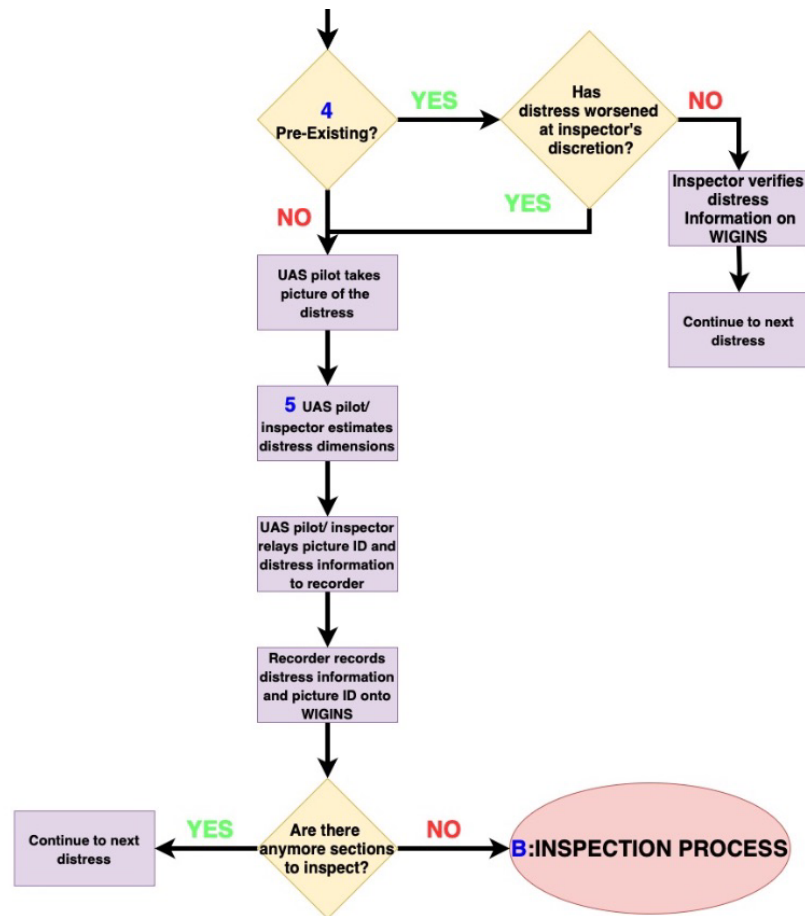 4
Pre-Existing?
YES
Has
distress worsened
at inspector's
discretion?
NO
Inspector verifies
distress
Information on
WIGINS
Continue to next
distress
NO
YES
UAS pilot takes
picture of the
distress
5 UAS pilot/
inspector estimates
distress dimensions
UAS pilot/ inspector
relays picture ID and
distress information
to recorder
Recorder records
distress information
and picture ID onto
WIGINS
Are there
anymore sections
to inspect?
YES
Continue to next
distress
NO
B:INSPECTION PROCESS